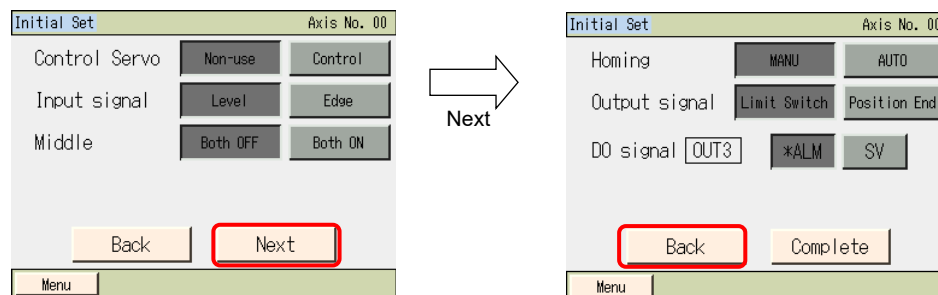 Initial Set Axis No. 00
Control Servo Non-use Control
Input signal Level Edge
Middle Both OFF Both ON
Back Next
Menu
Next
Initial Set Axis No. 00
Homing MANU AUTO
Output signal Limit Switch Position End
DO signal OUT3 *ALM SV
Back Complete
Menu